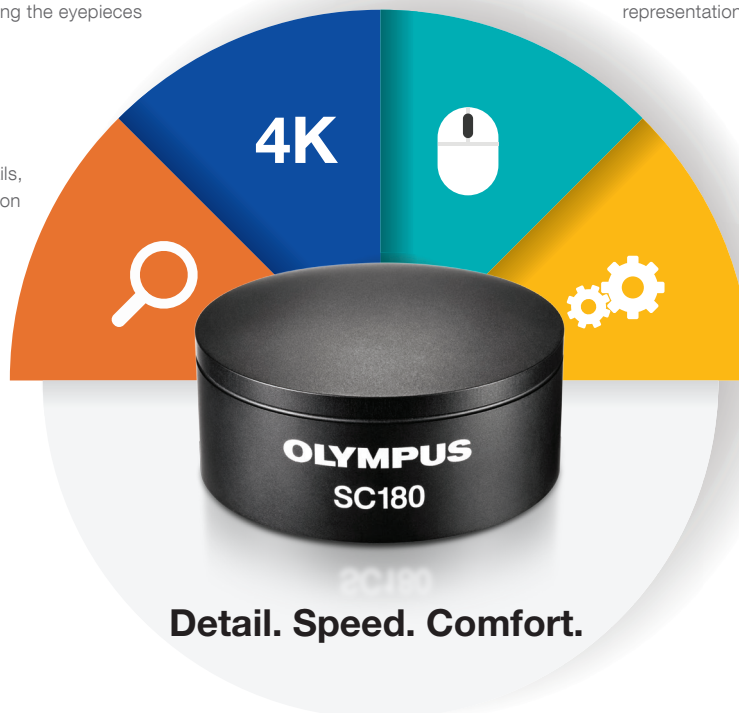 ng the eyepieces
representation
4K
ils,
on
OLYMPUS
SC180
Detail. Speed. Comfort.